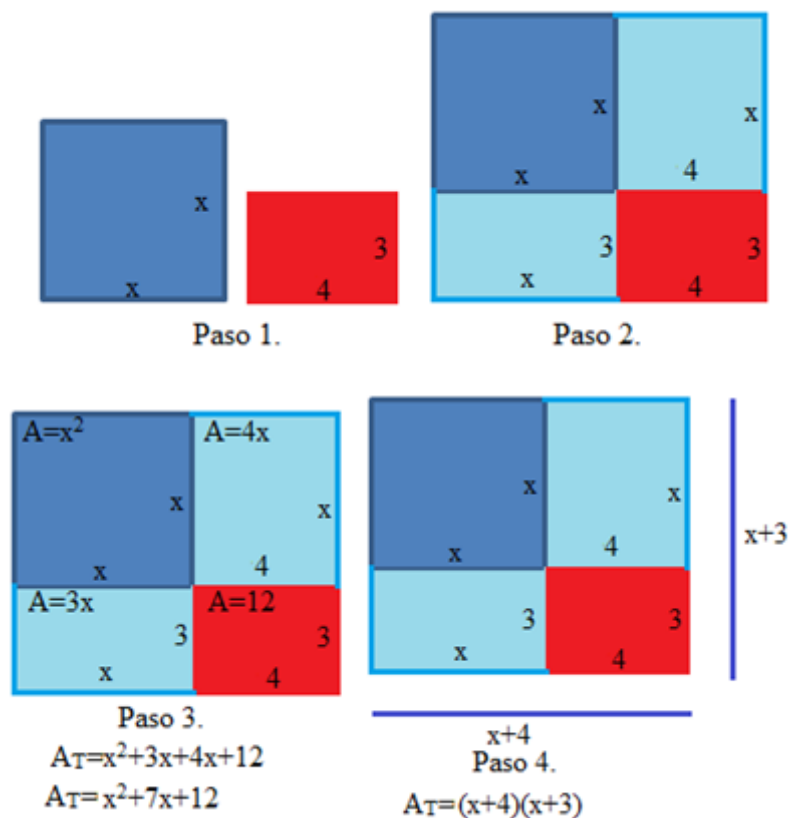 x
x
3
4
Paso 1.
x
x
x
4
3
x
3
4
Paso 2.
A=x²
A=4x
x
x
x
4
A=3x
A=12
3
x
3
4
Paso 3.
AT=x²+3x+4x+12
AT=x²+7x+12
x
x
x
4
3
x
3
4
x+3
x+4
Paso 4.
AT=(x+4)(x+3)